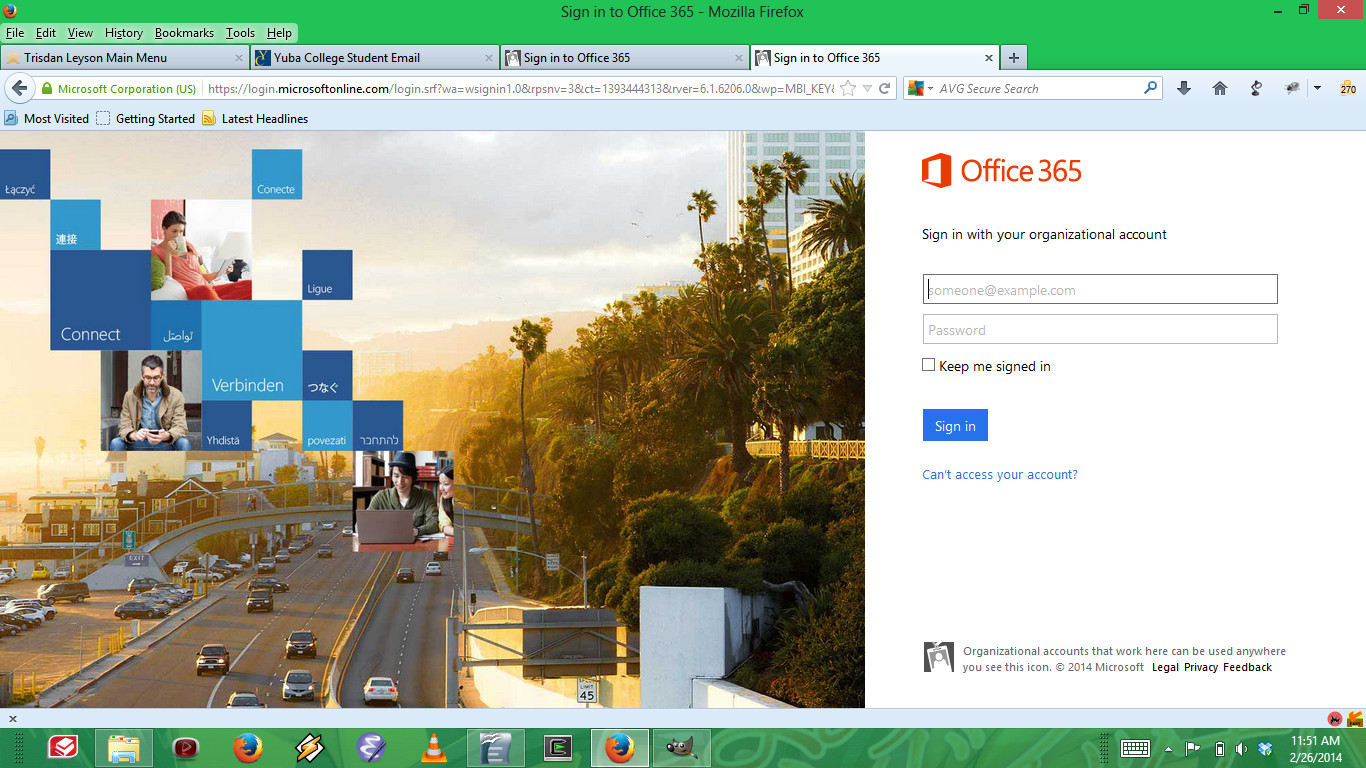 Sign in to Office 365 - Mozilla Firefox
File Edit View History Bookmarks Tools Help
Trisdan Leyson Main Menu
Yuba College Student Email
Sign in to Office 365
Sign in to Office 365
Microsoft Corporation (US)
https://login.microsoftonline.com/login.srf?wa=wsignin1.0&rpsnv=3&ct=1393444313&rver=6.1.6206.0&wp=MBI_KEY&
AVG Secure Search
270
Most Visited
Getting Started
Latest Headlines
Łączyć
Conecte
連接
Ligue
Connect
تواصَل
Verbinden
つなぐ
Yhdistä
povezati
להתחבר
EXIT
LIMIT
45
Office 365
Sign in with your organizational account
someone@example.com
Password
Keep me signed in
Sign in
Can't access your account?
Organizational accounts that work here can be used anywhere
you see this icon. © 2014 Microsoft Legal Privacy Feedback
11:51 AM
2/26/2014